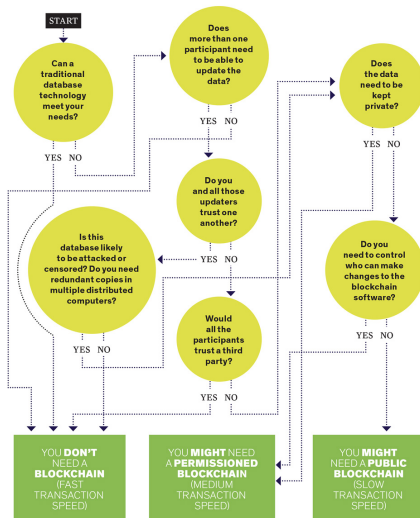 START
Can a
traditional
database
technology
meet your
needs?
YES NO
Does
more than one
participant need
to be able to
update the
data?
YES NO
Does
the data
need to be
kept
private?
YES NO
Do you
and all those
updaters
trust one
another?
YES NO
Is this
database likely
to be attacked or
censored? Do you need
redundant copies in
multiple distributed
computers?
YES NO
Would
all the
participants
trust a third
party?
YES NO
Do you
need to control
who can make
changes to the
blockchain
software?
YES NO
YOU DON'T
NEED A
BLOCKCHAIN
(FAST
TRANSACTION
SPEED)
YOU MIGHT NEED
A PERMISSIONED
BLOCKCHAIN
(MEDIUM
TRANSACTION
SPEED)
YOU MIGHT
NEED A PUBLIC
BLOCKCHAIN
(SLOW
TRANSACTION
SPEED)